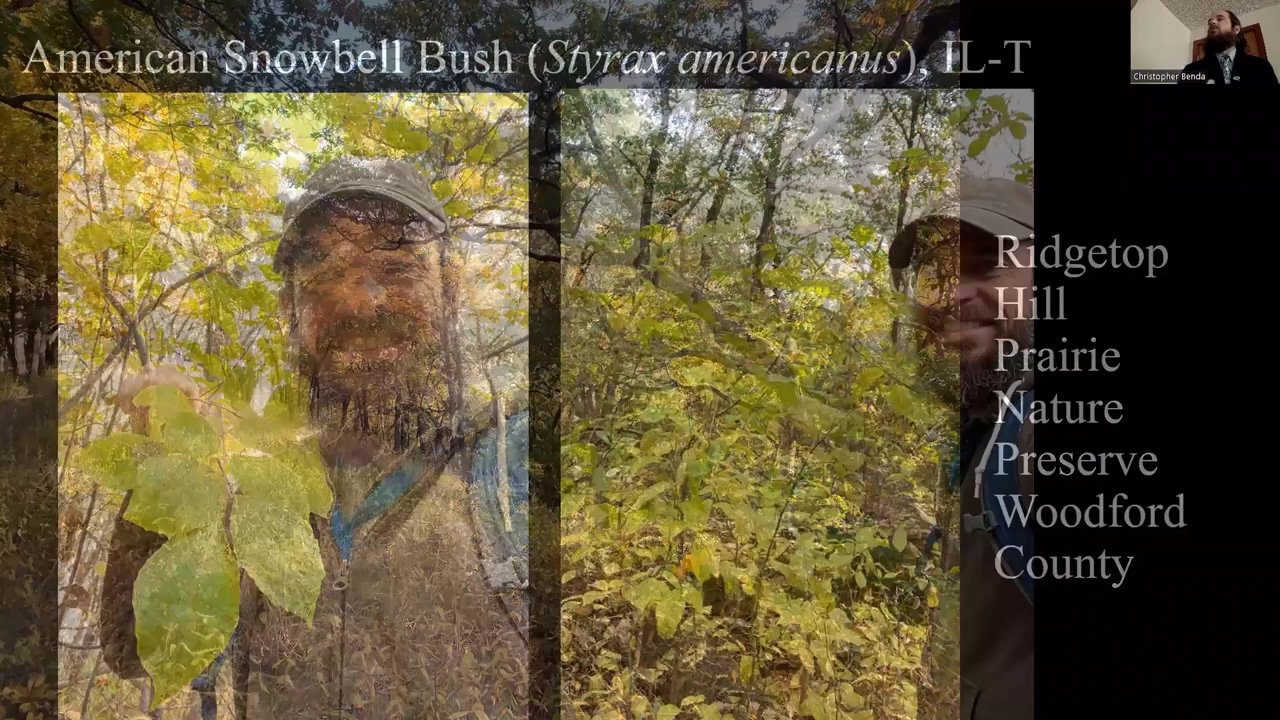 American Snowbell Bush (Styrax americanus), IL-T
Christopher Benda
Ridgetop
Hill
Prairie
Nature
Preserve
Woodford
County